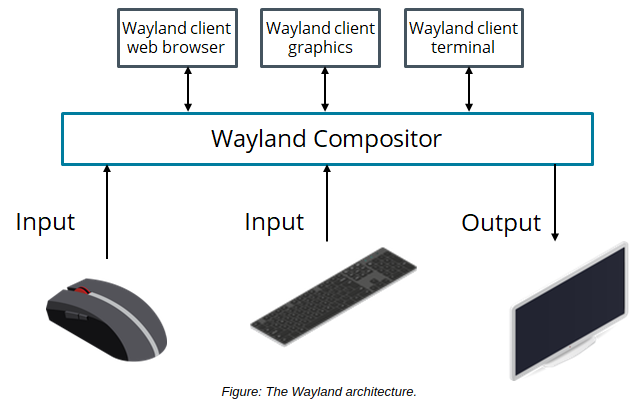 Wayland client
web browser
Wayland client
graphics
Wayland client
terminal
Wayland Compositor
Input
Input
Output
Figure: The Wayland architecture.